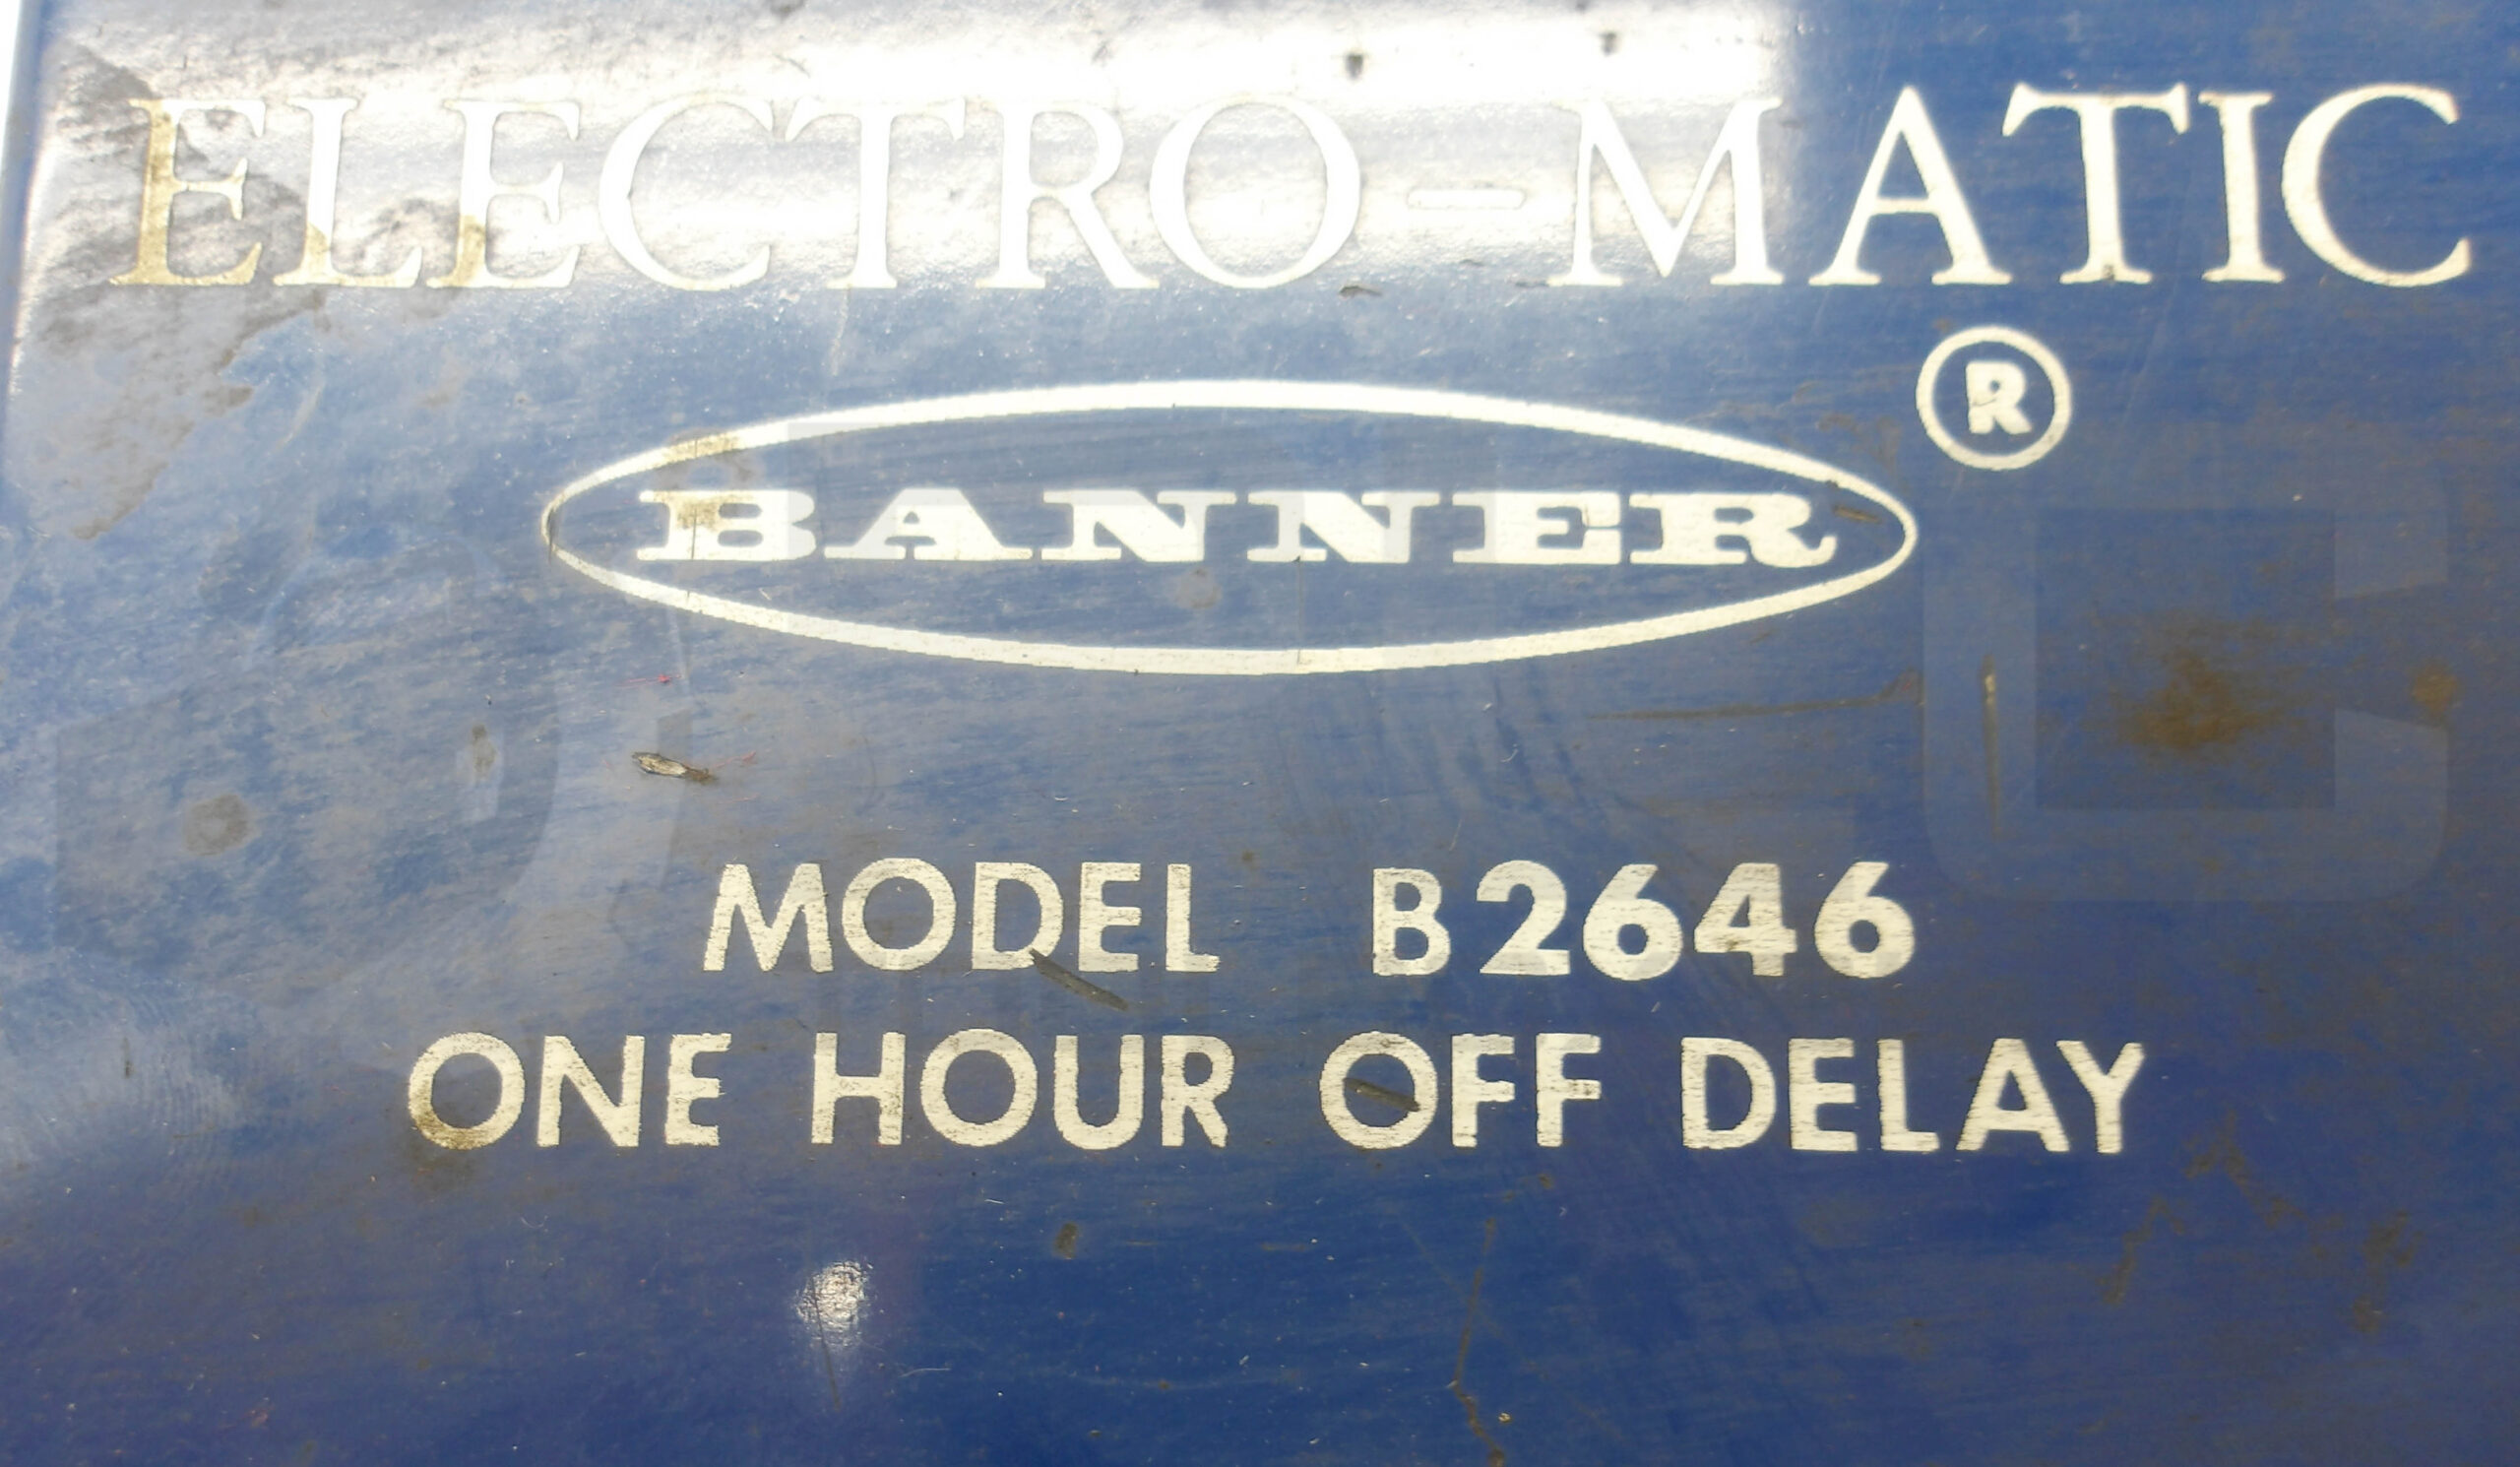 ELECTRO-MATIC
®
BANNER
MODEL B2646
ONE HOUR OFF DELAY